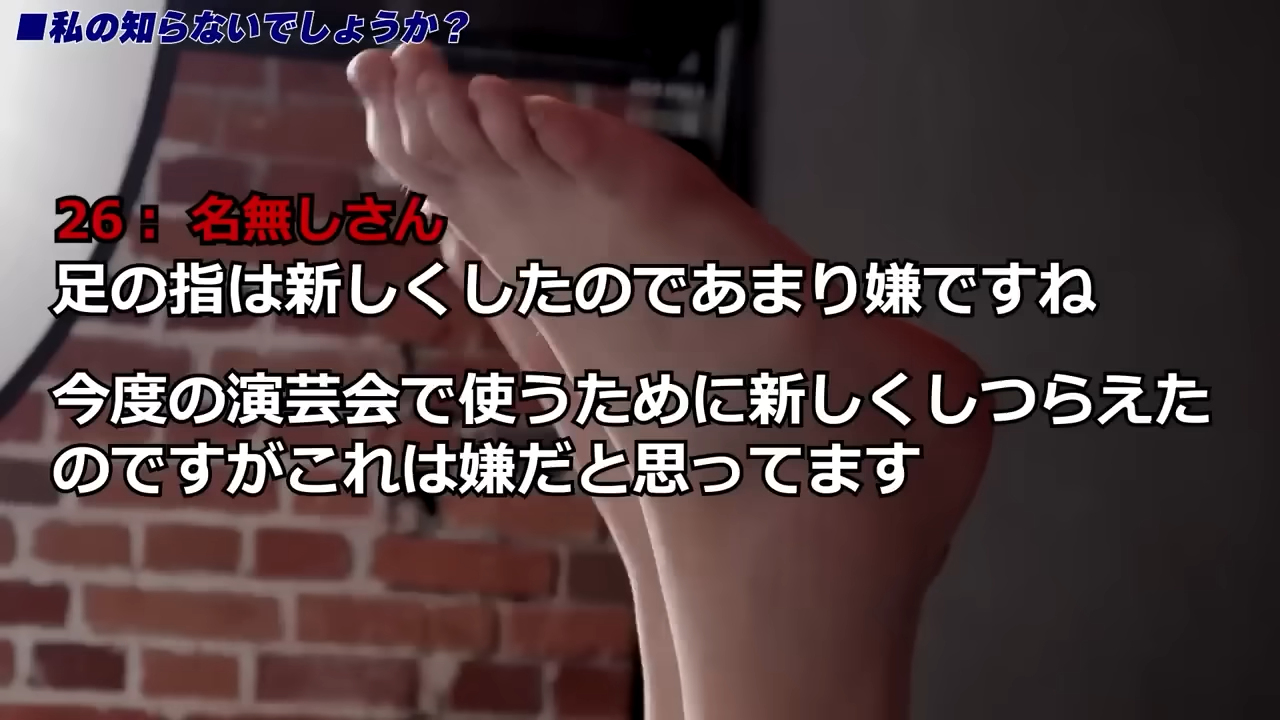 ■私の知らないでしょうか？
26： 名無しさん
足の指は新しくしたのであまり嫌ですね
今度の演芸会で使うために新しくしつらえた
のですがこれは嫌だと思ってます